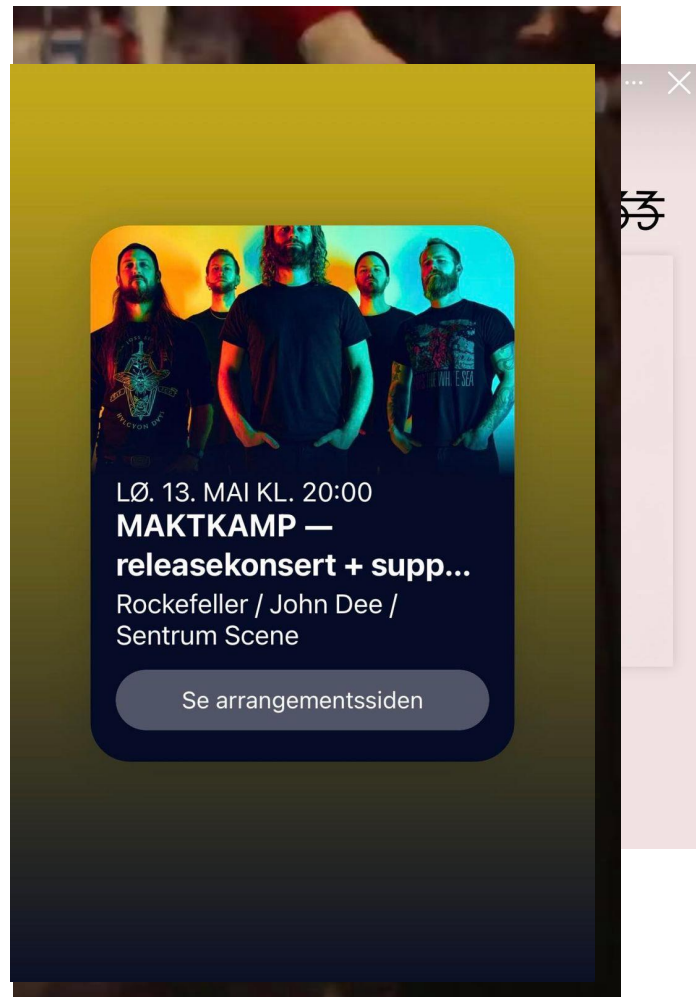 LØ. 13. MAI KL. 20:00
MAKTKAMP —
releasekonsert + supp...
Rockefeller / John Dee /
Sentrum Scene
Se arrangementssiden